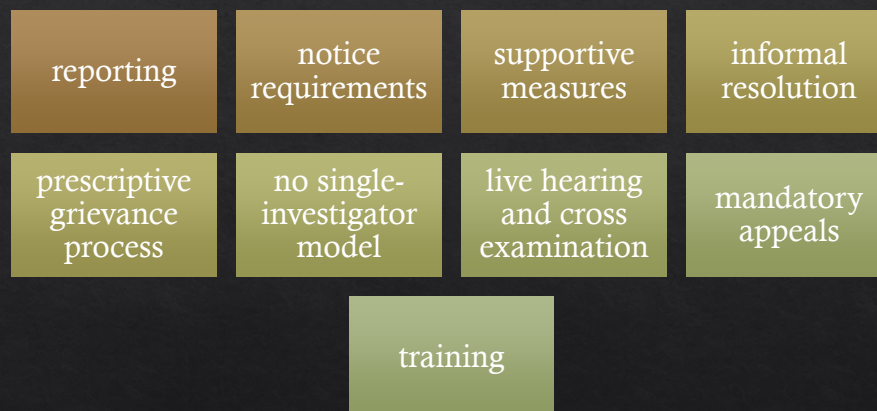 reporting
notice
requirements
supportive
measures
informal
resolution
prescriptive
grievance
process
no single-
investigator
model
live hearing
and cross
examination
mandatory
appeals
training